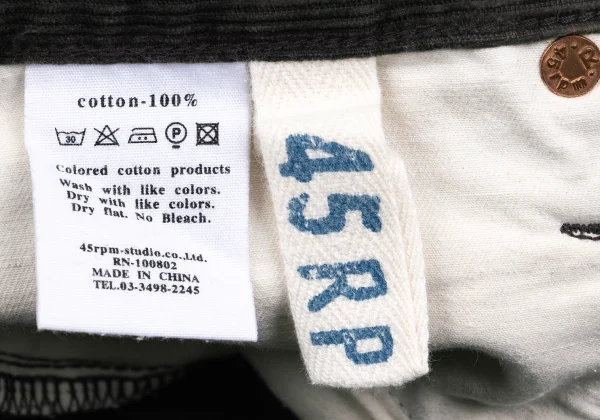 cotton-100%
30 P
Colored cotton products
Wash with like colors.
Dry with like colors.
Dry flat. No Bleach.
45rpm-studio.co.,Ltd.
RN-100802
MADE IN CHINA
TEL.03-3498-2245
45RP
45 R